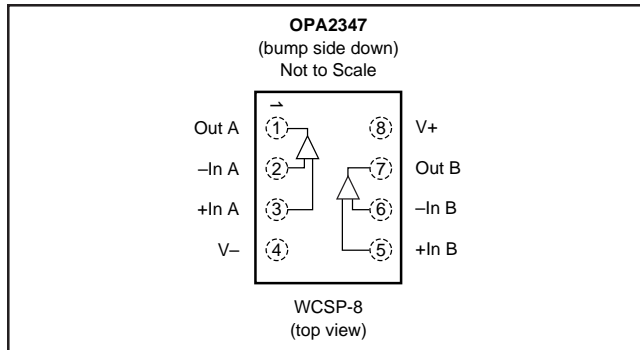 OPA2347
(bump side down)
Not to Scale
Out A 1 8 V+
–In A 2 7 Out B
+In A 3 6 –In B
V– 4 5 +In B
WCSP-8
(top view)